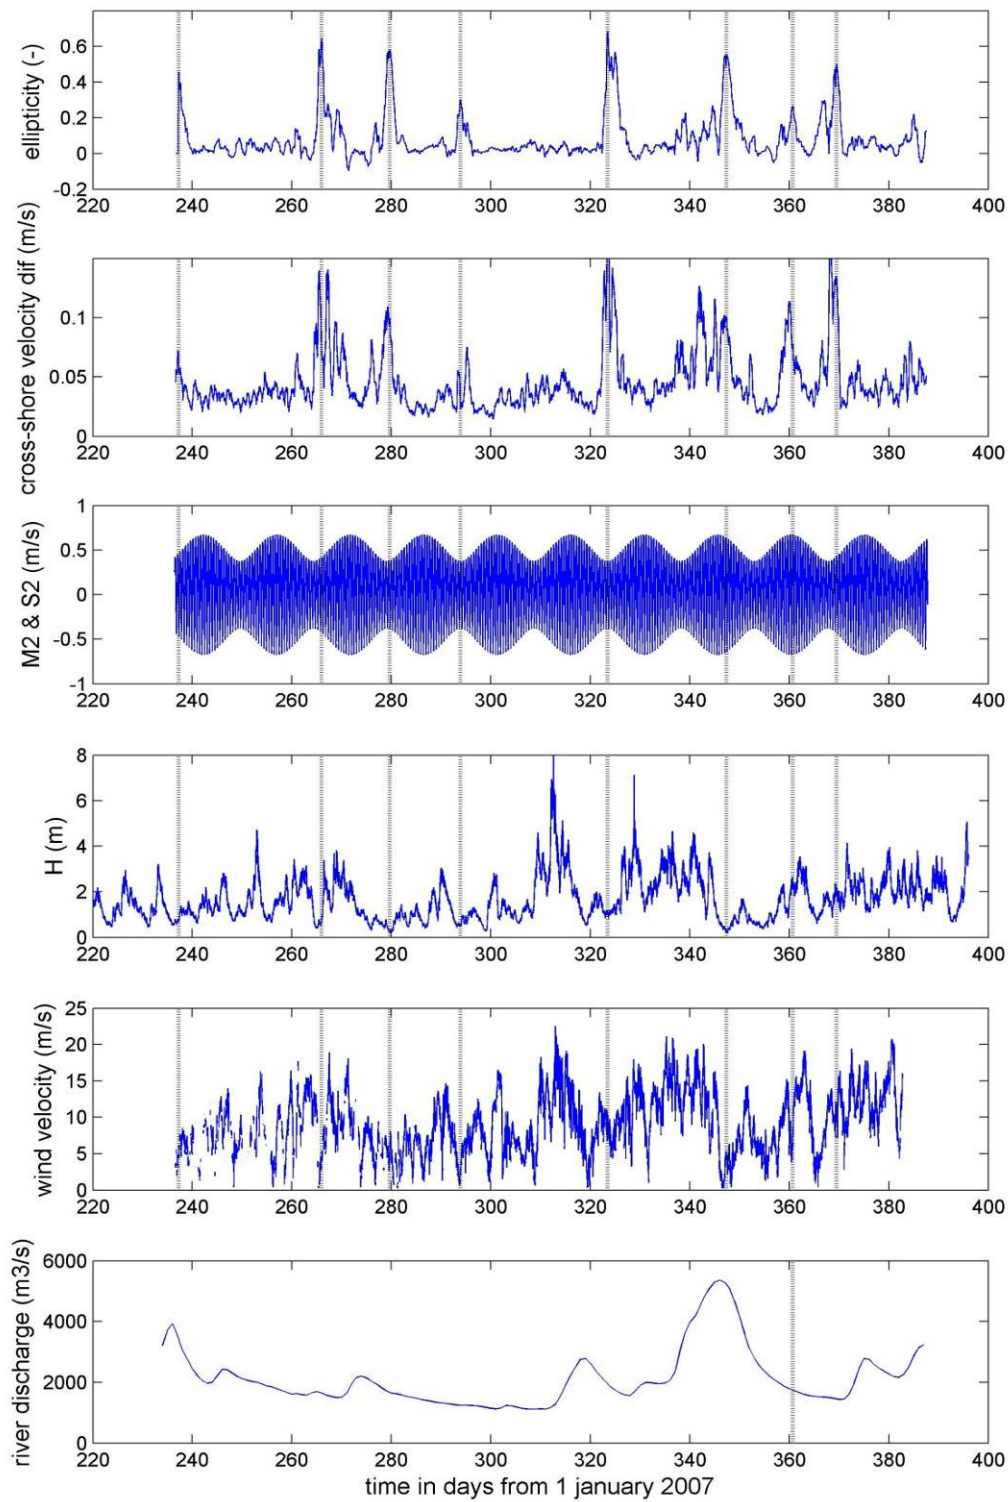 ellipticity (-)
0.6
0.4
0.2
0
-0.2
220 240 260 280 300 320 340 360 380 400
cross-shore velocity dif (m/s)
0.1
0.05
0
220 240 260 280 300 320 340 360 380 400
M2 & S2 (m/s)
1
0.5
0
-0.5
-1
220 240 260 280 300 320 340 360 380 400
H (m)
8
6
4
2
0
220 240 260 280 300 320 340 360 380 400
wind velocity (m/s)
25
20
15
10
5
0
220 240 260 280 300 320 340 360 380 400
river discharge (m3/s)
6000
4000
2000
0
220 240 260 280 300 320 340 360 380 400
time in days from 1 january 2007